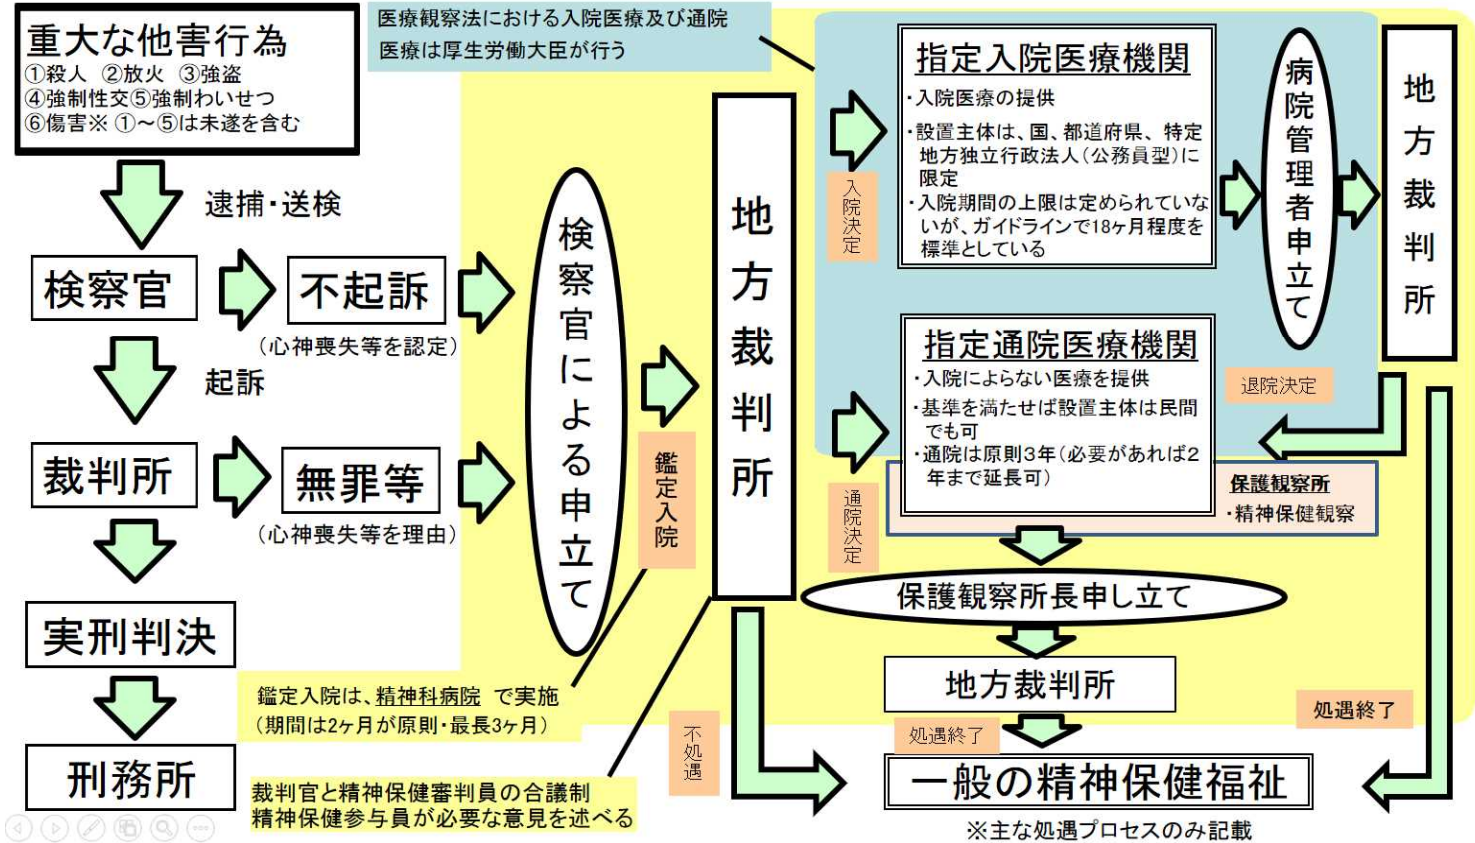 重大な他害行為
①殺人 ②放火 ③強盗
④強制性交⑤強制わいせつ
⑥傷害※ ①～⑤は未遂を含む
逮捕・送検
検察官
不起訴
(心神喪失等を認定)
起訴
裁判所
無罪等
(心神喪失等を理由)
実刑判決
刑務所
医療観察法における入院医療及び通院
医療は厚生労働大臣が行う
検察官による申立て
鑑定入院
鑑定入院は、精神科病院 で実施
(期間は2ヶ月が原則・最長3ヶ月)
地方裁判所
裁判官と精神保健審判員の合議制
精神保健参与員が必要な意見を述べる
入院決定
指定入院医療機関
・入院医療の提供
・設置主体は、国、都道府県、特定
地方独立行政法人(公務員型)に
限定
・入院期間の上限は定められていな
いが、ガイドラインで18ヶ月程度を
標準としている
病院管理者申立て
地方裁判所
退院決定
通院決定
指定通院医療機関
・入院によらない医療を提供
・基準を満たせば設置主体は民間
でも可
・通院は原則3年(必要があれば2
年まで延長可)
保護観察所
・精神保健観察
保護観察所長申し立て
地方裁判所
処遇終了
処遇終了
不処遇
一般の精神保健福祉
※主な処遇プロセスのみ記載